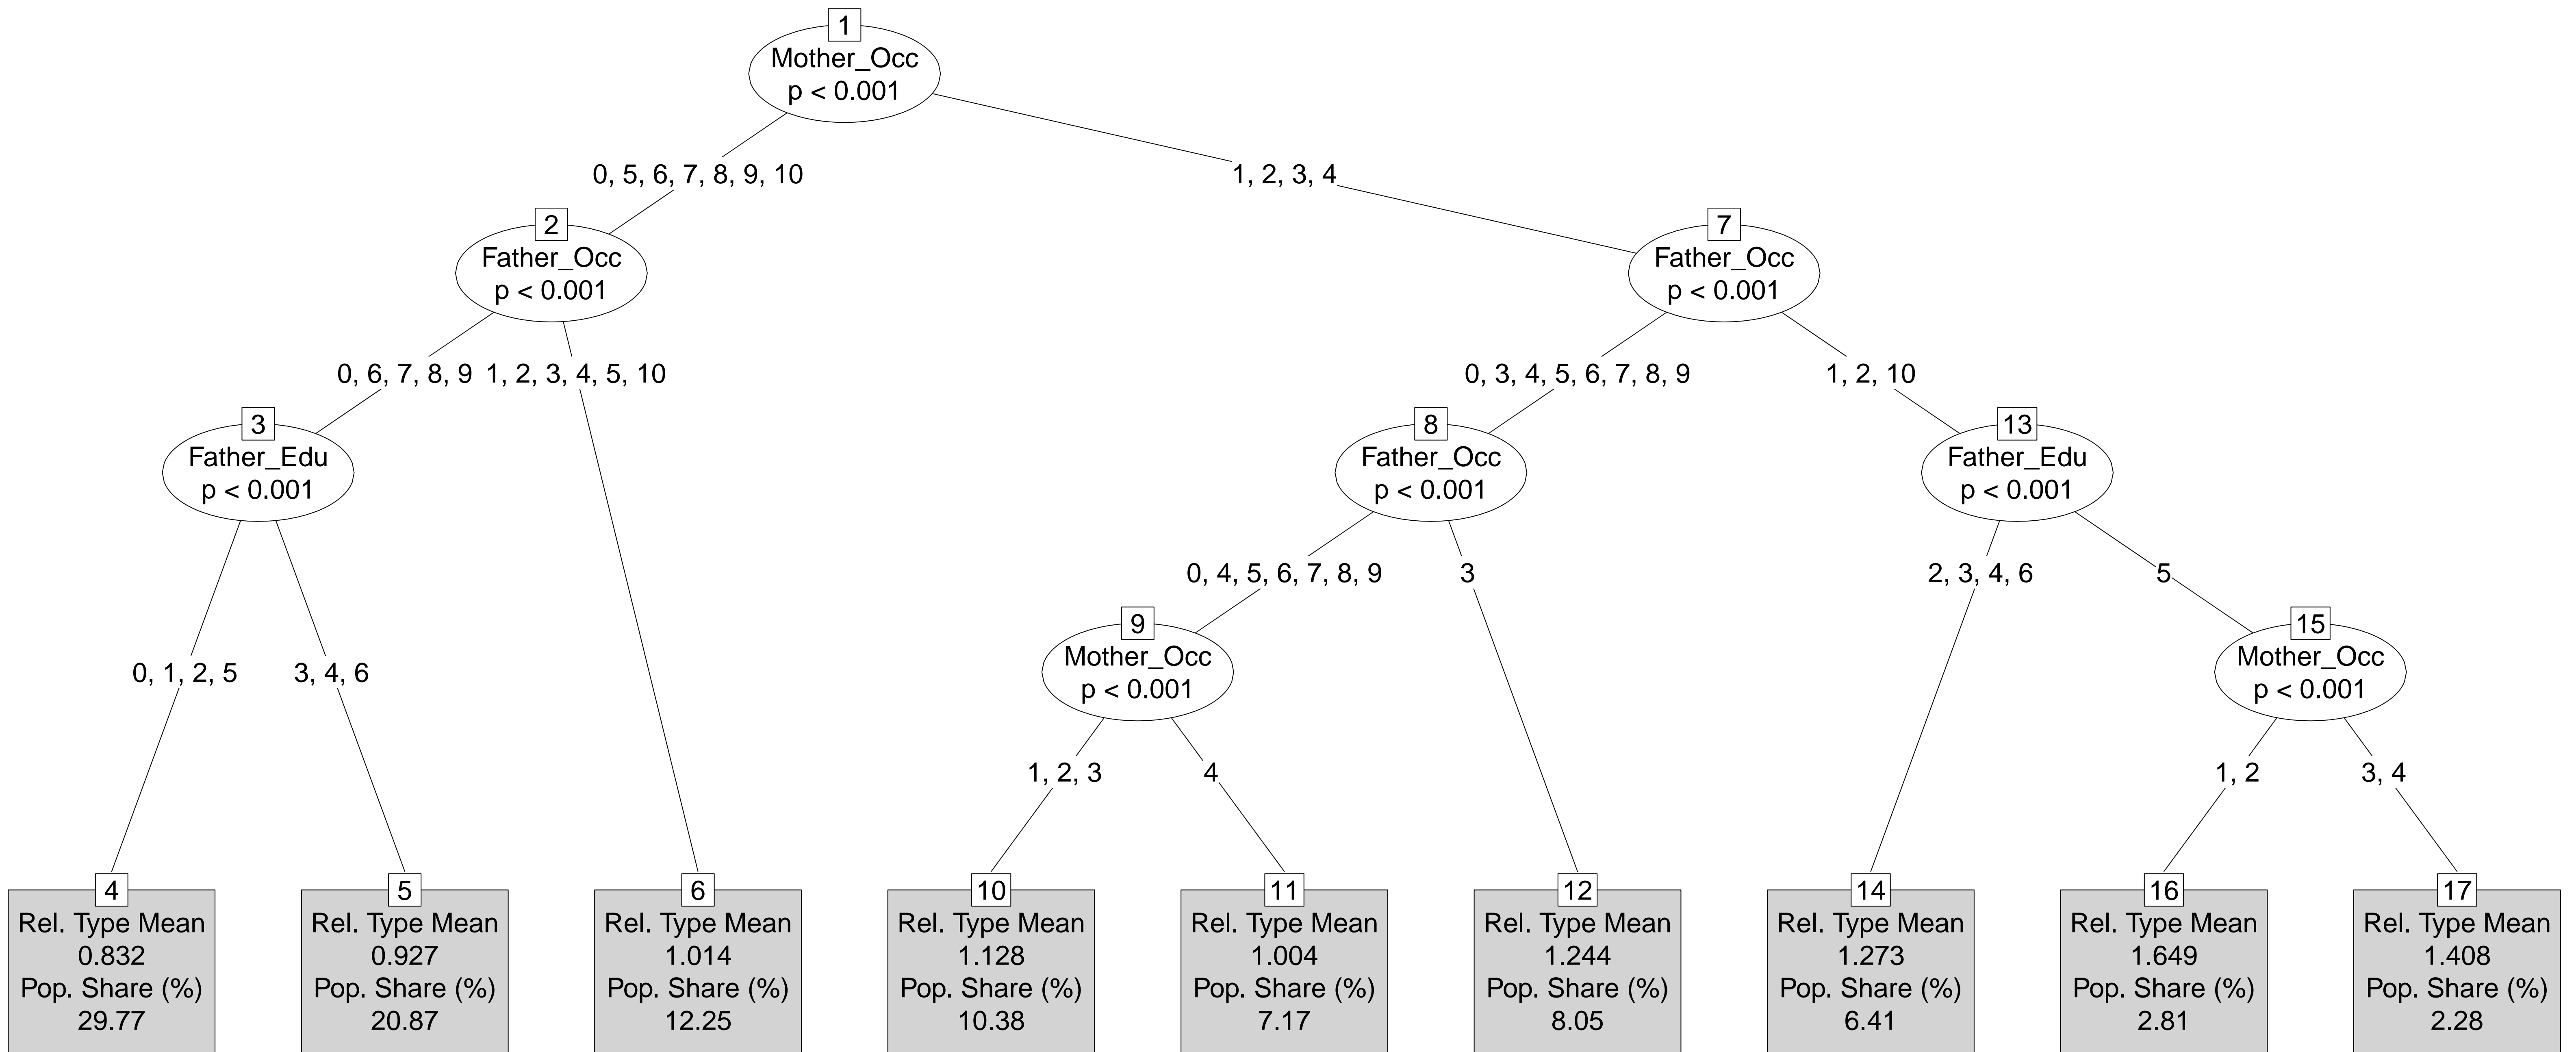 1
Mother_Occ
p < 0.001
0, 5, 6, 7, 8, 9, 10
1, 2, 3, 4
2
Father_Occ
p < 0.001
7
Father_Occ
p < 0.001
0, 6, 7, 8, 9
1, 2, 3, 4, 5, 10
0, 3, 4, 5, 6, 7, 8, 9
1, 2, 10
3
Father_Edu
p < 0.001
8
Father_Occ
p < 0.001
13
Father_Edu
p < 0.001
0, 4, 5, 6, 7, 8, 9
3
2, 3, 4, 6
5
9
Mother_Occ
p < 0.001
15
Mother_Occ
p < 0.001
0, 1, 2, 5
3, 4, 6
1, 2, 3
4
1, 2
3, 4
4
Rel. Type Mean
0.832
Pop. Share (%)
29.77
5
Rel. Type Mean
0.927
Pop. Share (%)
20.87
6
Rel. Type Mean
1.014
Pop. Share (%)
12.25
10
Rel. Type Mean
1.128
Pop. Share (%)
10.38
11
Rel. Type Mean
1.004
Pop. Share (%)
7.17
12
Rel. Type Mean
1.244
Pop. Share (%)
8.05
14
Rel. Type Mean
1.273
Pop. Share (%)
6.41
16
Rel. Type Mean
1.649
Pop. Share (%)
2.81
17
Rel. Type Mean
1.408
Pop. Share (%)
2.28